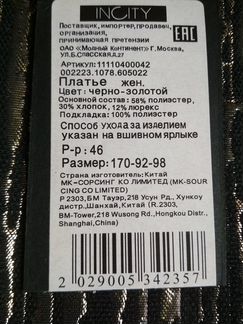 INCITY
Поставщик, импортер, продавец,
организация,
принимающая претензии
ЕАС
ОАО «Модный Континент» Г. Москва,
ул.Б.Спасская д.27
Артикул:11110400042
002223.1078.605022
Платье жен.
Цвет: черно-золотой
Основной состав: 58% полиэстер,
30% хлопок, 12% люрекс
Подкладка: 100% полиэстер
Способ ухода за изделием
указан на вшивном ярлыке
Р-р: 46
Размер: 170-92-98
Страна изготовитель: Китай
МК-СОРСИНГ КО ЛИМИТЕД (MK-SOUR
CING CO LIMITED)
Р 2303, БМ Тауэр, 218 Усун Рд., Хункоу
дистр., Шанхай, Китай (R.2303,
BM-Tower, 218 Wusong Rd., Hongkou Distr.,
Shanghai, China)
2 029005 342357